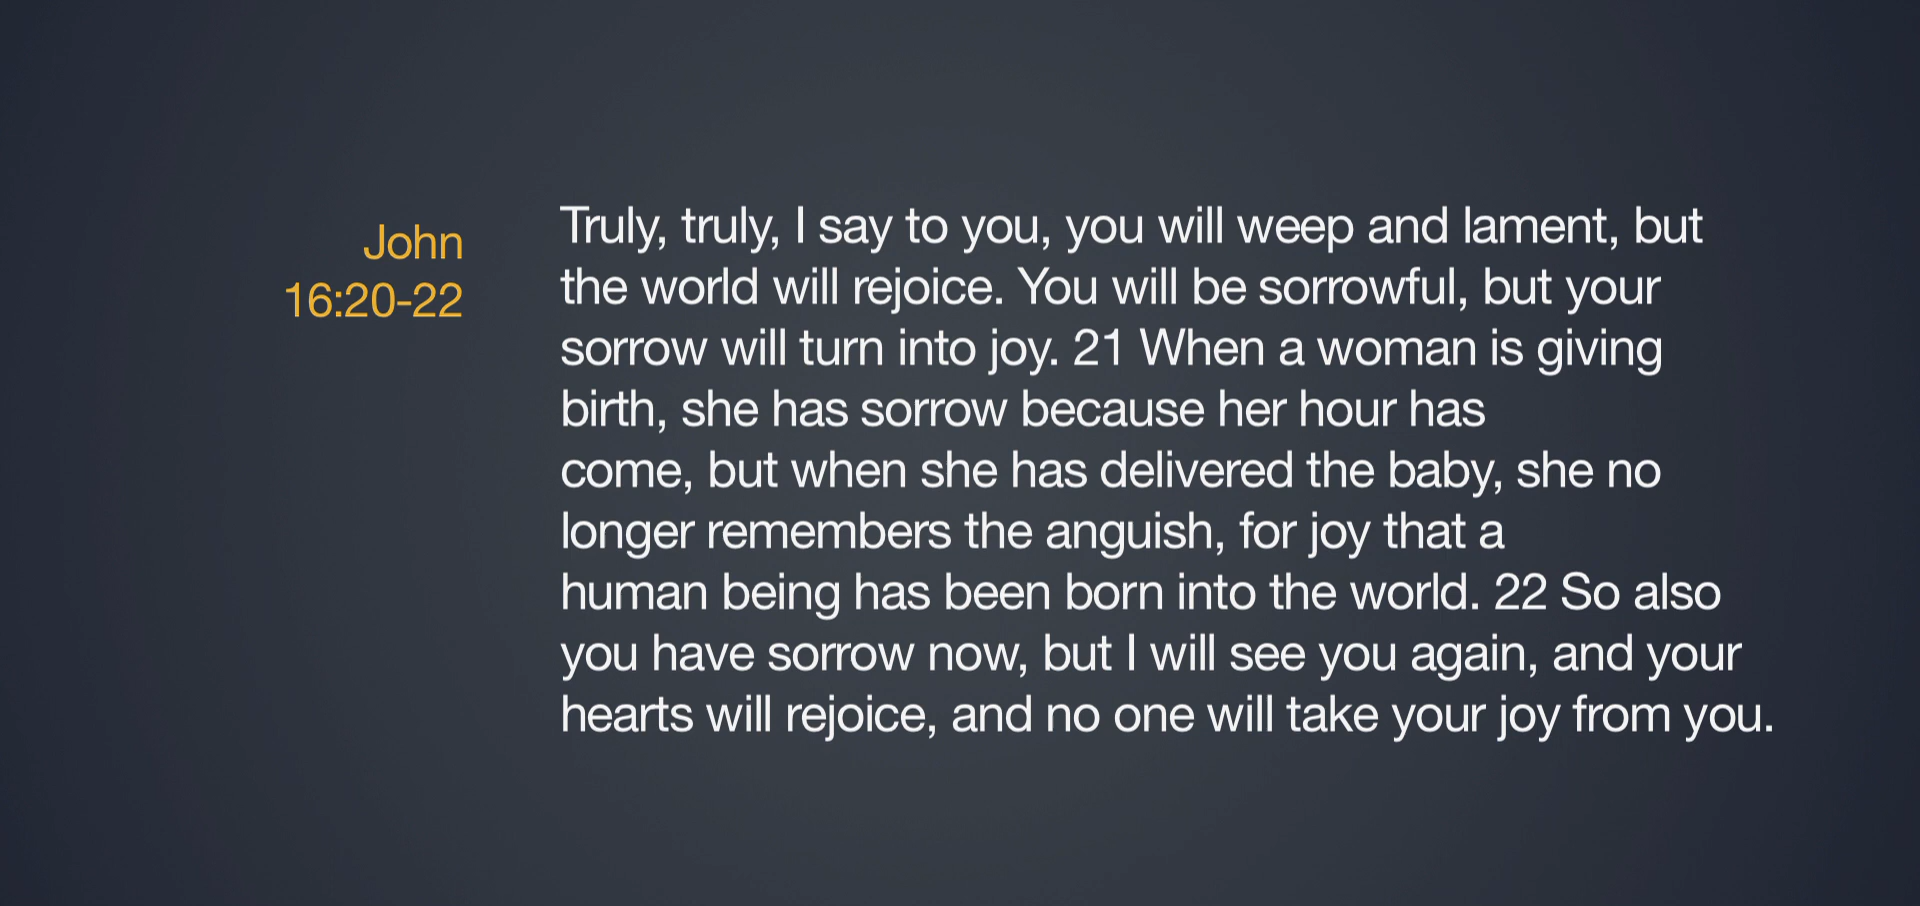 John
16:20-22
Truly, truly, I say to you, you will weep and lament, but
the world will rejoice. You will be sorrowful, but your
sorrow will turn into joy. 21 When a woman is giving
birth, she has sorrow because her hour has
come, but when she has delivered the baby, she no
longer remembers the anguish, for joy that a
human being has been born into the world. 22 So also
you have sorrow now, but I will see you again, and your
hearts will rejoice, and no one will take your joy from you.